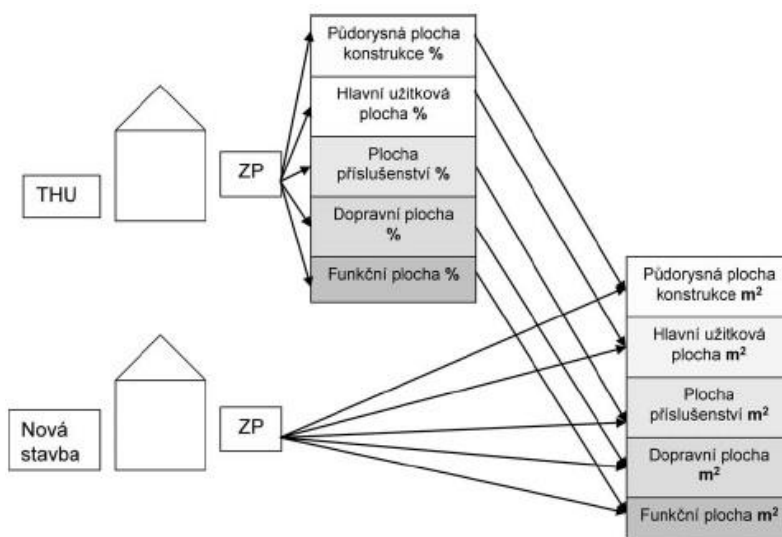 Půdorysná plocha
konstrukce %
Hlavní užitková
plocha %
Plocha
příslušenství %
Dopravní plocha
%
Funkční plocha %
THU
ZP
Půdorysná plocha
konstrukce m²
Hlavní užitková
plocha m²
Plocha
příslušenství m²
Dopravní plocha
m²
Funkční plocha m²
Nová
stavba
ZP